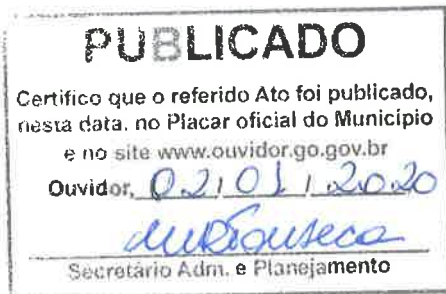 PUBLICADO
Certifico que o referido Ato foi publicado,
nesta data, no Placar oficial do Município
e no site www.ouvidor.go.gov.br
Ouvidor, 02/01/2020
Secretário Adm. e Planejamento